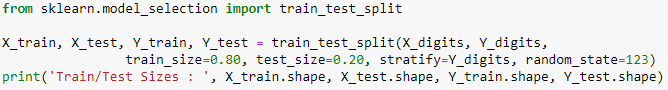 from sklearn.model_selection import train_test_split
X_train, X_test, Y_train, Y_test = train_test_split(X_digits, Y_digits,
train_size=0.80, test_size=0.20, stratify=Y_digits, random_state=123)
print('Train/Test Sizes : ', X_train.shape, X_test.shape, Y_train.shape, Y_test.shape)